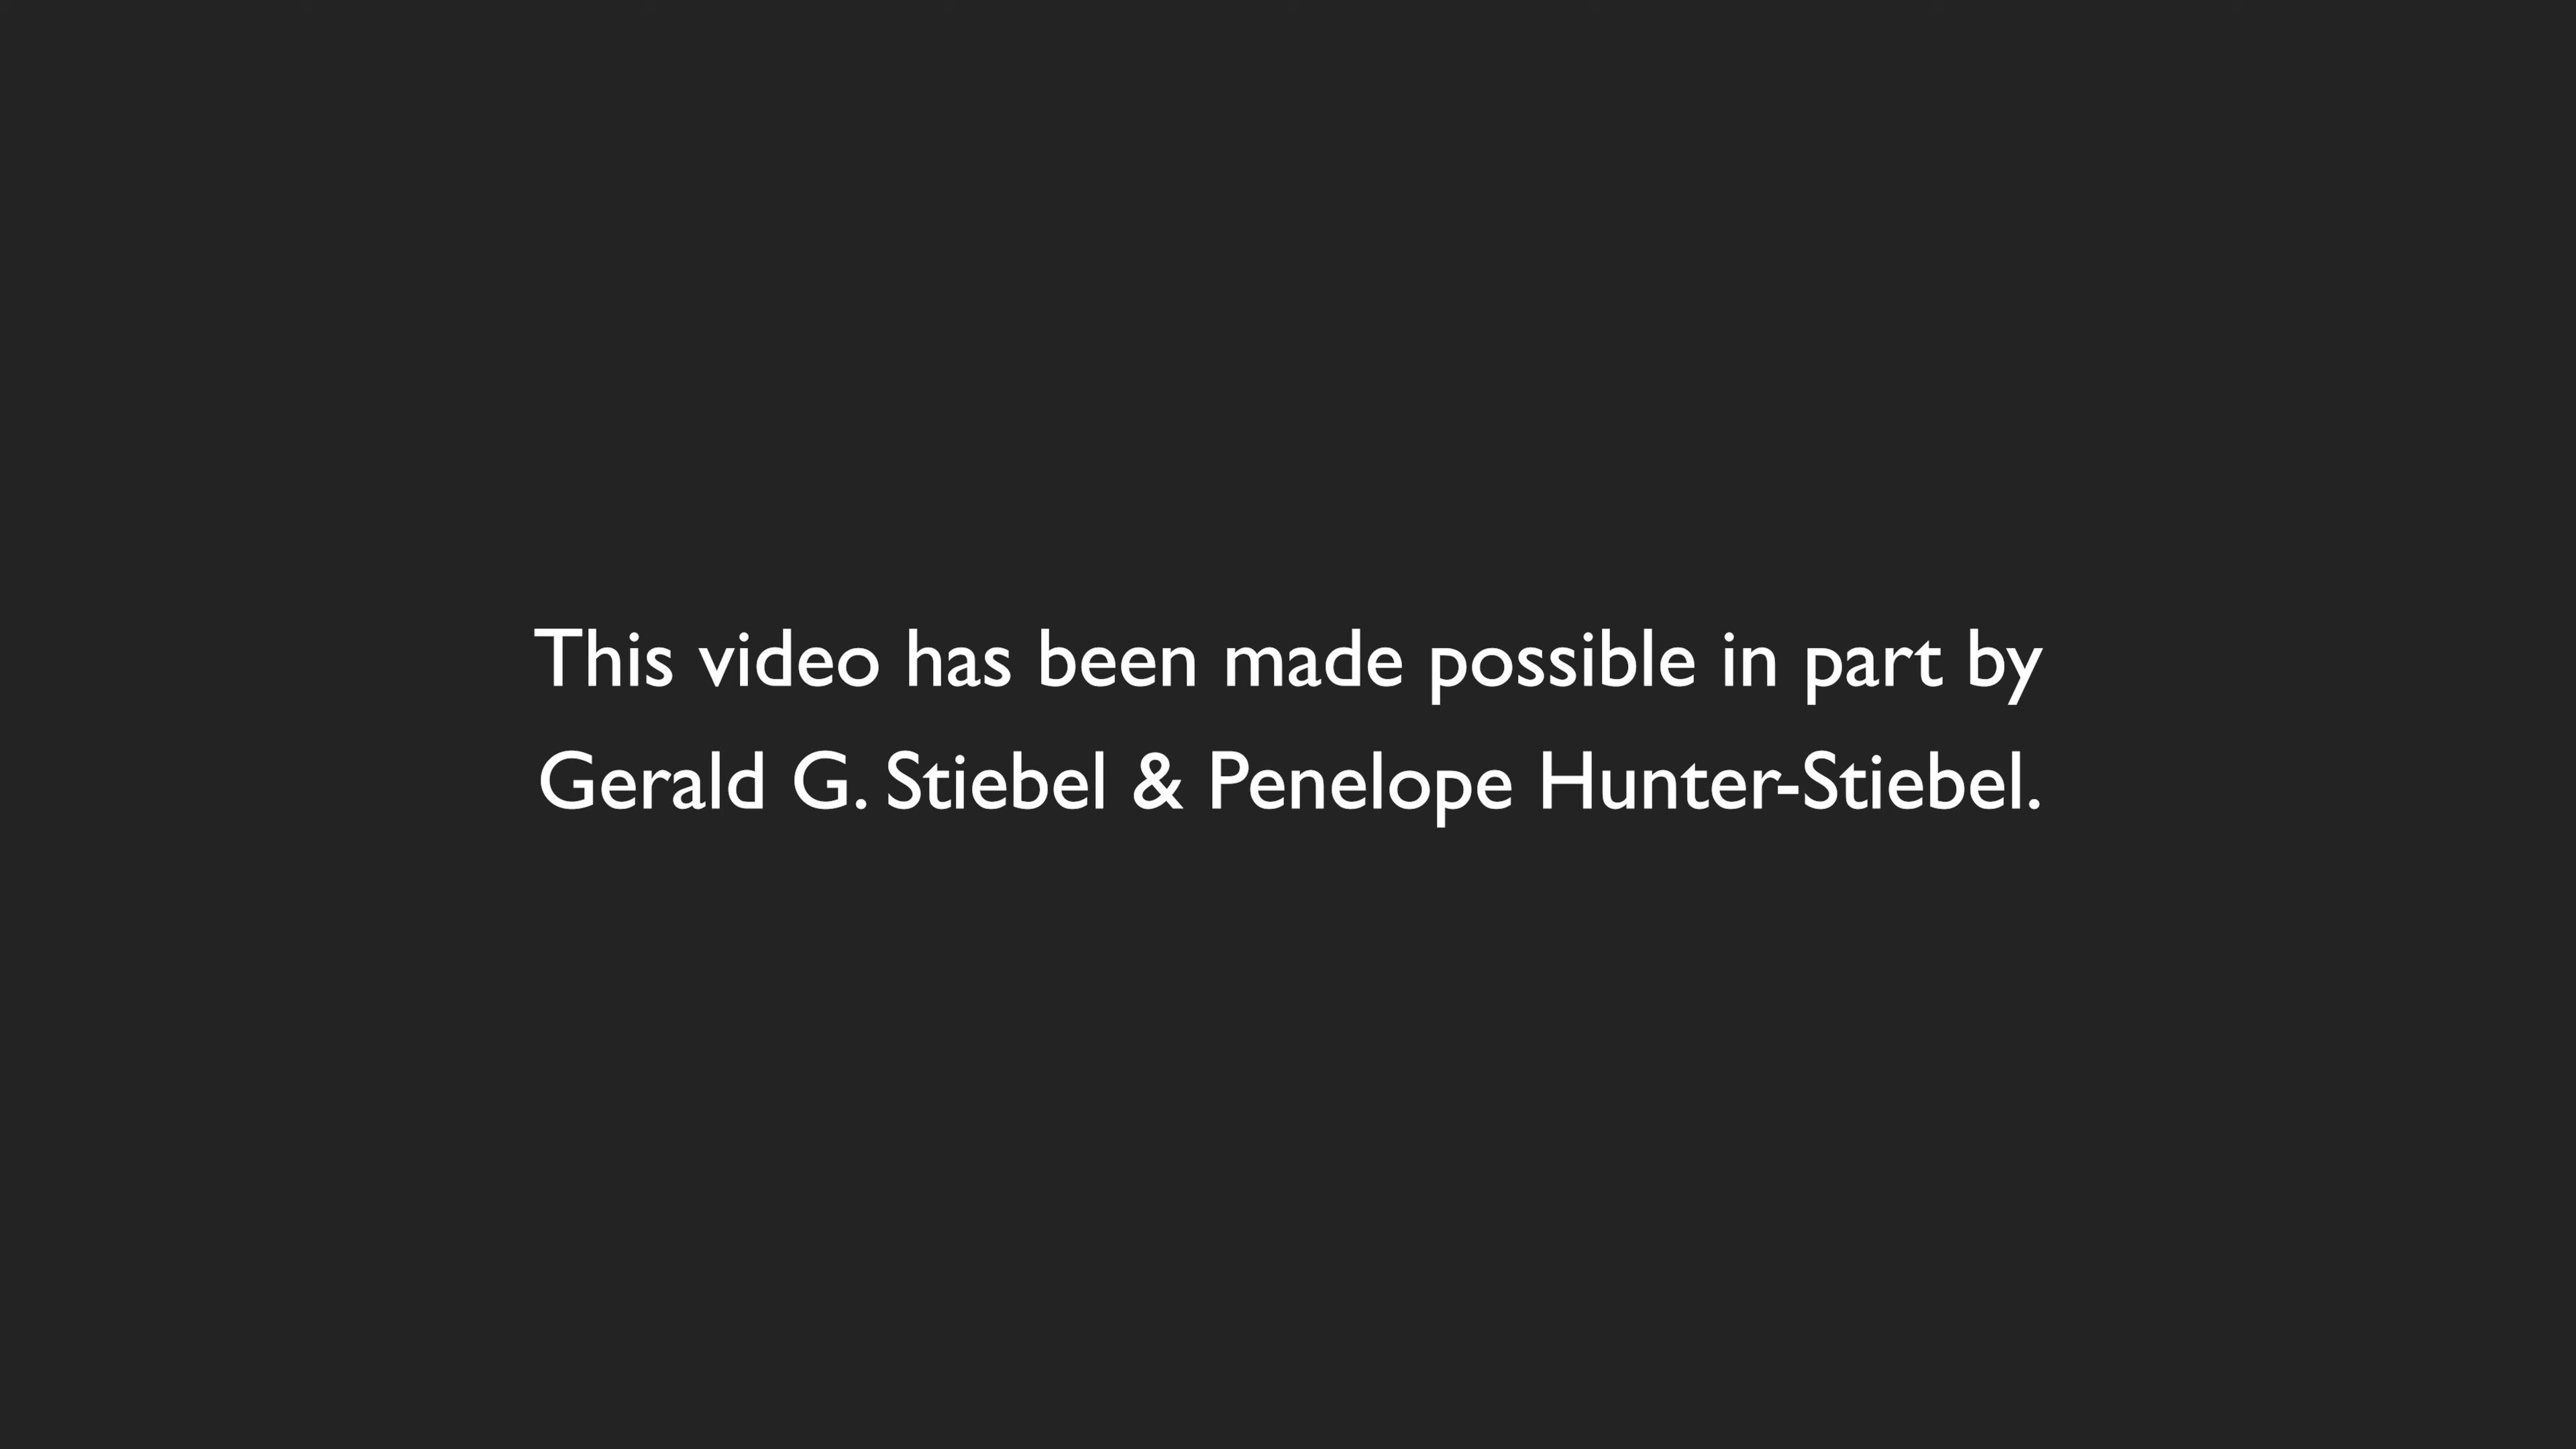 This video has been made possible in part by
Gerald G. Stiebel & Penelope Hunter-Stiebel.